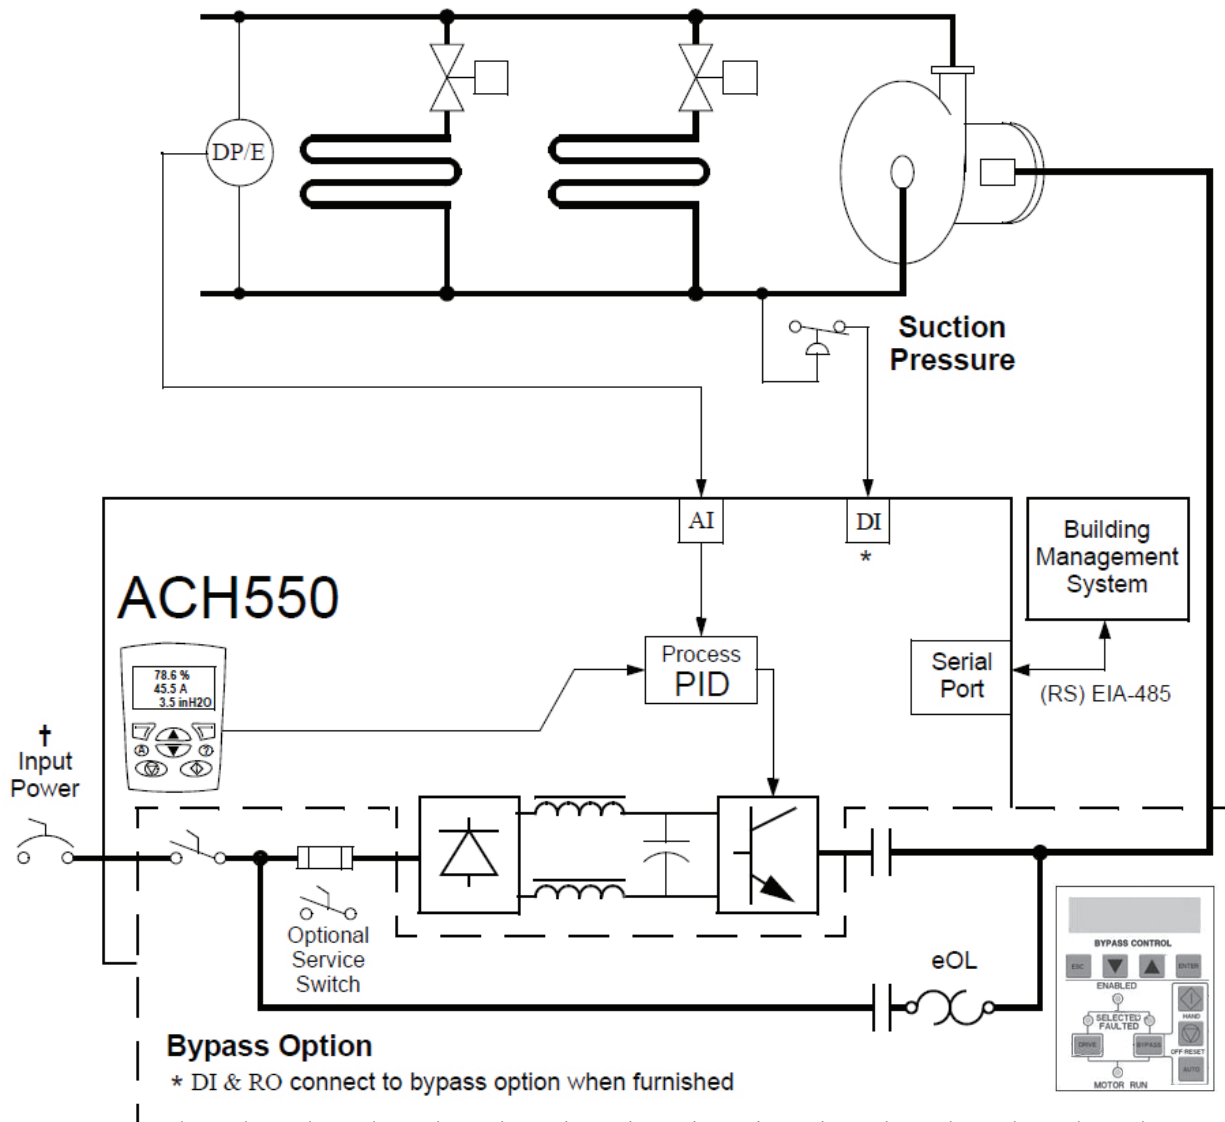 DP/E
Suction
Pressure
AI
DI
*
Building
Management
System
ACH550
Process
PID
Serial
Port
(RS) EIA-485
78.6 %
45.5 A
3.5 inH2O
A
?
†
Input
Power
Optional
Service
Switch
eOL
BYPASS CONTROL
ESC
ENTER
ENABLED
SELECTED
FAULTED
HAND
DRIVE
BYPASS
OFF-RESET
AUTO
MOTOR RUN
Bypass Option
* DI & RO connect to bypass option when furnished